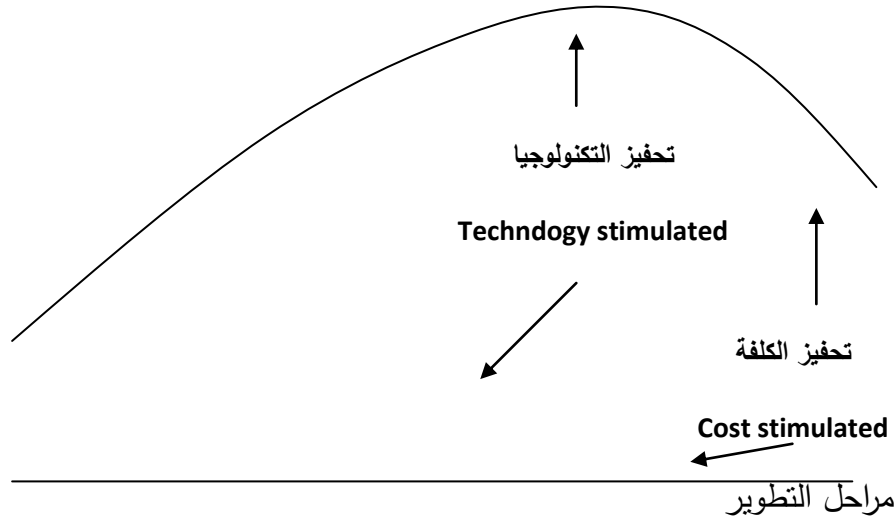 تحفيز التكنولوجيا
Techndogy stimulated
تحفيز الكلفة
Cost stimulated
مراحل التطوير